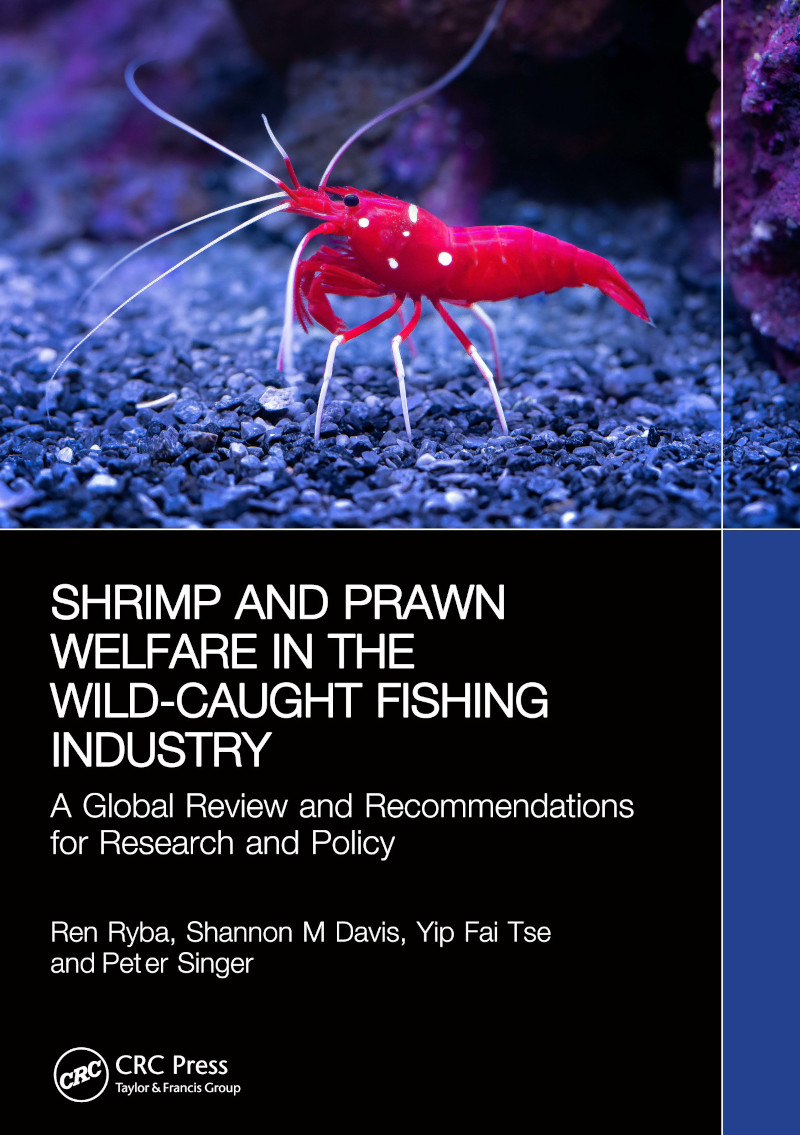 SHRIMP AND PRAWN
WELFARE IN THE
WILD-CAUGHT FISHING
INDUSTRY
A Global Review and Recommendations
for Research and Policy
Ren Ryba, Shannon M Davis, Yip Fai Tse
and Peter Singer
CRC
CRC Press
Taylor & Francis Group